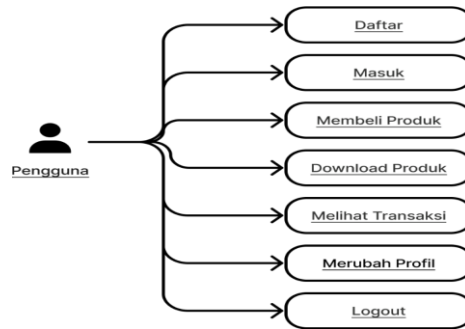 Daftar
Masuk
Membeli Produk
Pengguna
Download Produk
Melihat Transaksi
Merubah Profil
Logout